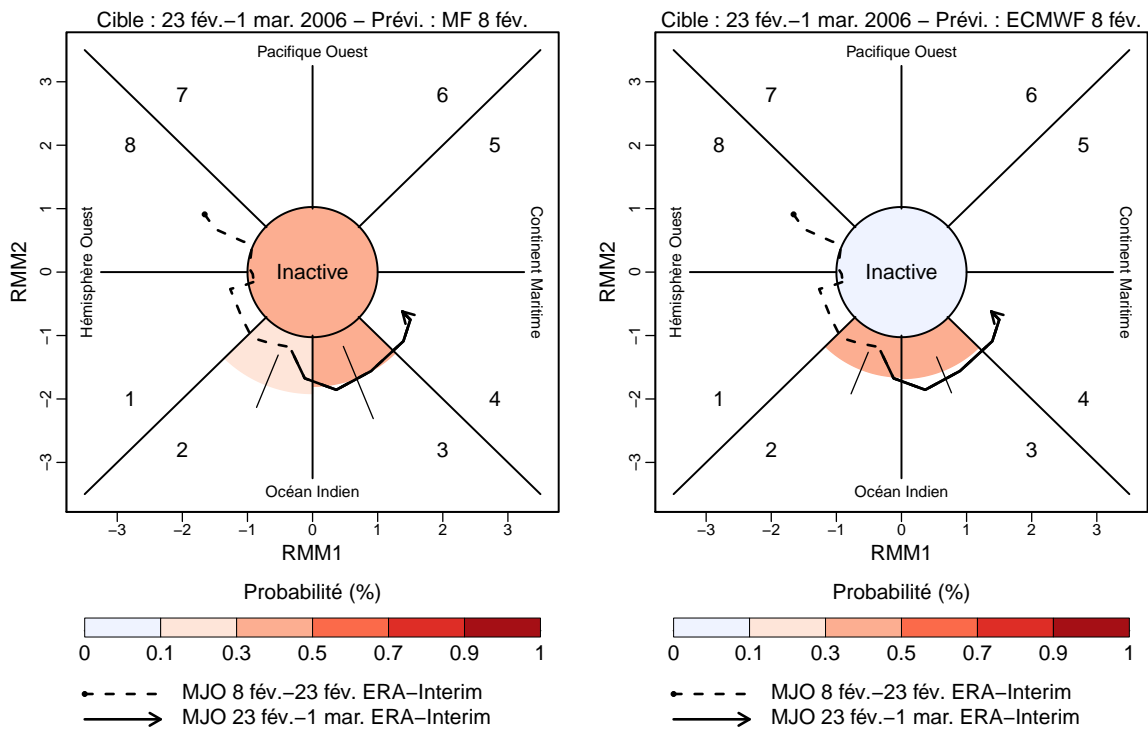 Cible : 23 fév.−1 mar. 2006 − Prévi. : MF 8 fév.
Pacifique Ouest
7
6
8
5
Hémisphère Ouest
Inactive
Continent Maritime
1
4
2
3
Océan Indien
RMM2
3
2
1
0
−1
−2
−3
−3 −2 −1 0 1 2 3
RMM1
Probabilité (%)
0 0.1 0.3 0.5 0.7 0.9 1
MJO 8 fév.−23 fév. ERA−Interim
MJO 23 fév.−1 mar. ERA−Interim
Cible : 23 fév.−1 mar. 2006 − Prévi. : ECMWF 8 fév.
Pacifique Ouest
7
6
8
5
Hémisphère Ouest
Inactive
Continent Maritime
1
4
2
3
Océan Indien
RMM2
3
2
1
0
−1
−2
−3
−3 −2 −1 0 1 2 3
RMM1
Probabilité (%)
0 0.1 0.3 0.5 0.7 0.9 1
MJO 8 fév.−23 fév. ERA−Interim
MJO 23 fév.−1 mar. ERA−Interim